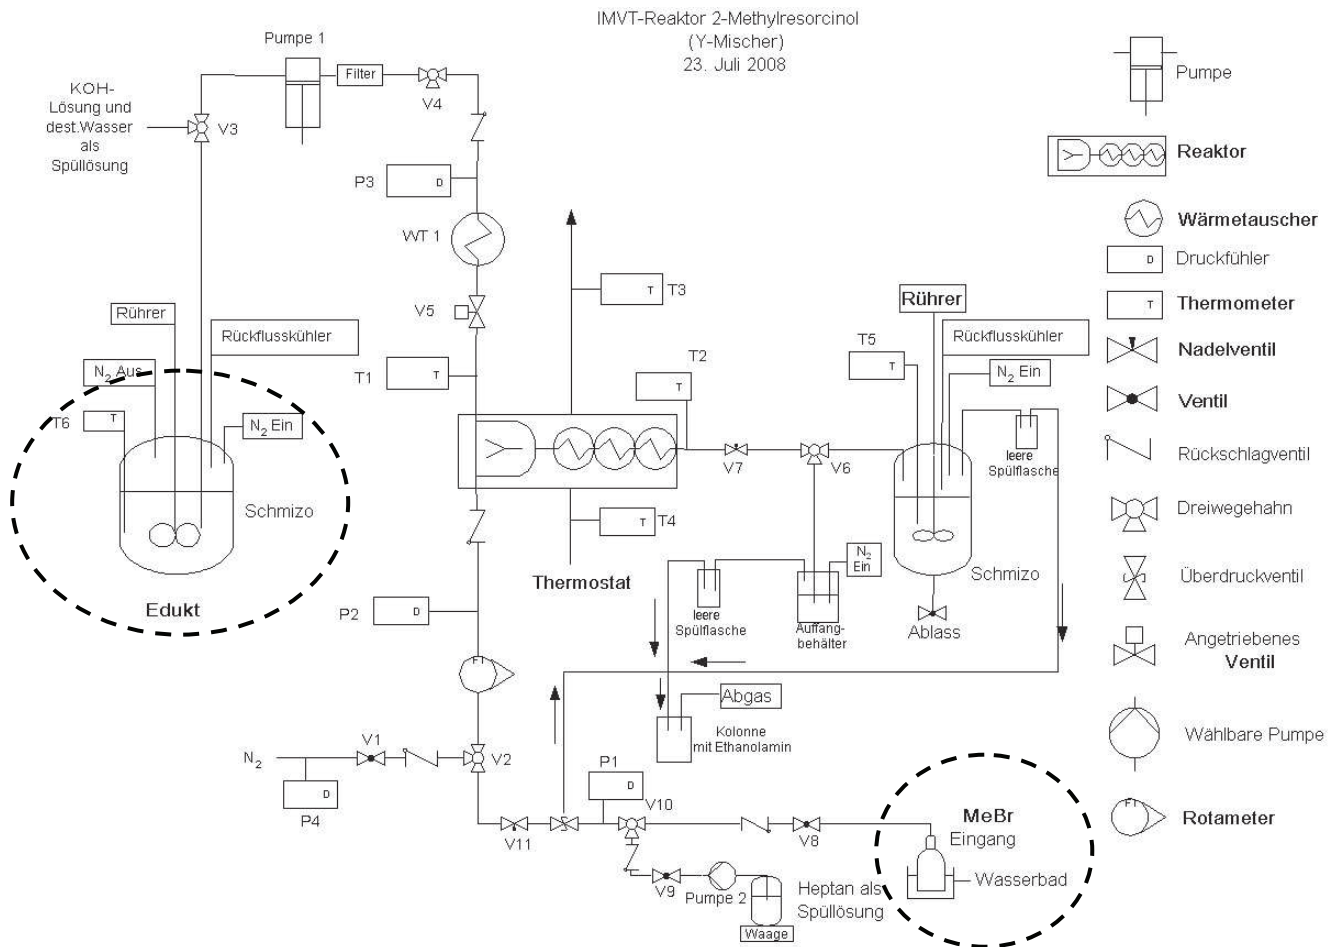 IMVT-Reaktor 2-Methylresorcinol
(Y-Mischer)
23. Juli 2008
Pumpe 1
Filter
V4
KOH-
Lösung und
dest.Wasser
als
Spüllösung
V3
P3
D
WT 1
V5
T1
T
T
T3
T2
T
Rührer
Rückflusskühler
N2 Aus
T6
T
N2 Ein
Schmizo
Edukt
Rührer
Rückflusskühler
T5
T
N2 Ein
leere
Spülflasche
V7
V6
T
T4
Thermostat
N2
Ein
Schmizo
leere
Spülflasche
Auffang-
behälter
Ablass
P2
D
FI
Abgas
Kolonne
mit Ethanolamin
N2
V1
V2
D
P4
P1
D
V10
V11
V8
MeBr
Eingang
Wasserbad
V9
Pumpe 2
Heptan als
Spüllösung
Waage
Pumpe
Reaktor
Wärmetauscher
D
Druckfühler
T
Thermometer
Nadelventil
Ventil
Rückschlagventil
Dreiwegehahn
Überdruckventil
Angetriebenes
Ventil
Wählbare Pumpe
FI
Rotameter